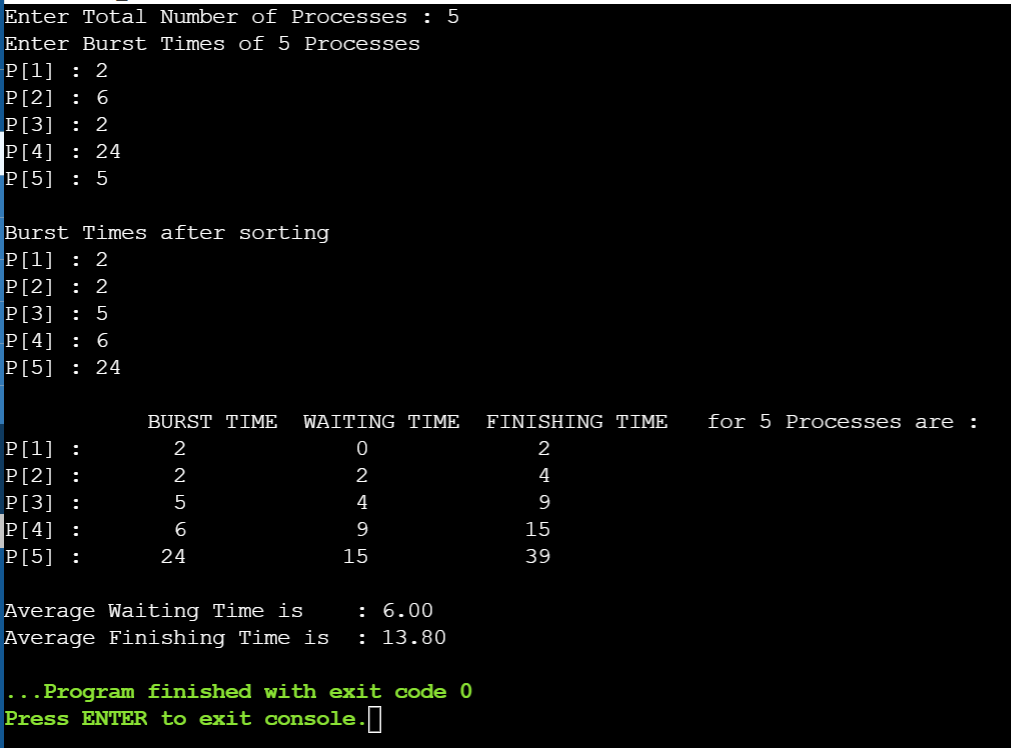 Enter Total Number of Processes : 5
Enter Burst Times of 5 Processes
P[1] : 2
P[2] : 6
P[3] : 2
P[4] : 24
P[5] : 5
Burst Times after sorting
P[1] : 2
P[2] : 2
P[3] : 5
P[4] : 6
P[5] : 24
BURST TIME  WAITING TIME  FINISHING TIME   for 5 Processes are :
P[1] :       2             0             2
P[2] :       2             2             4
P[3] :       5             4             9
P[4] :       6             9            15
P[5] :      24            15            39
Average Waiting Time is    : 6.00
Average Finishing Time is  : 13.80
...Program finished with exit code 0
Press ENTER to exit console.